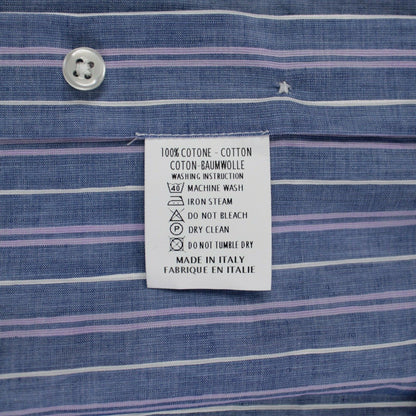 100% COTONE - COTTON
COTON-BAUMWOLLE
WASHING INSTRUCTION
40 MACHINE WASH
IRON STEAM
DO NOT BLEACH
P DRY CLEAN
DO NOT TUMBLE DRY
MADE IN ITALY
FABRIQUE EN ITALIE